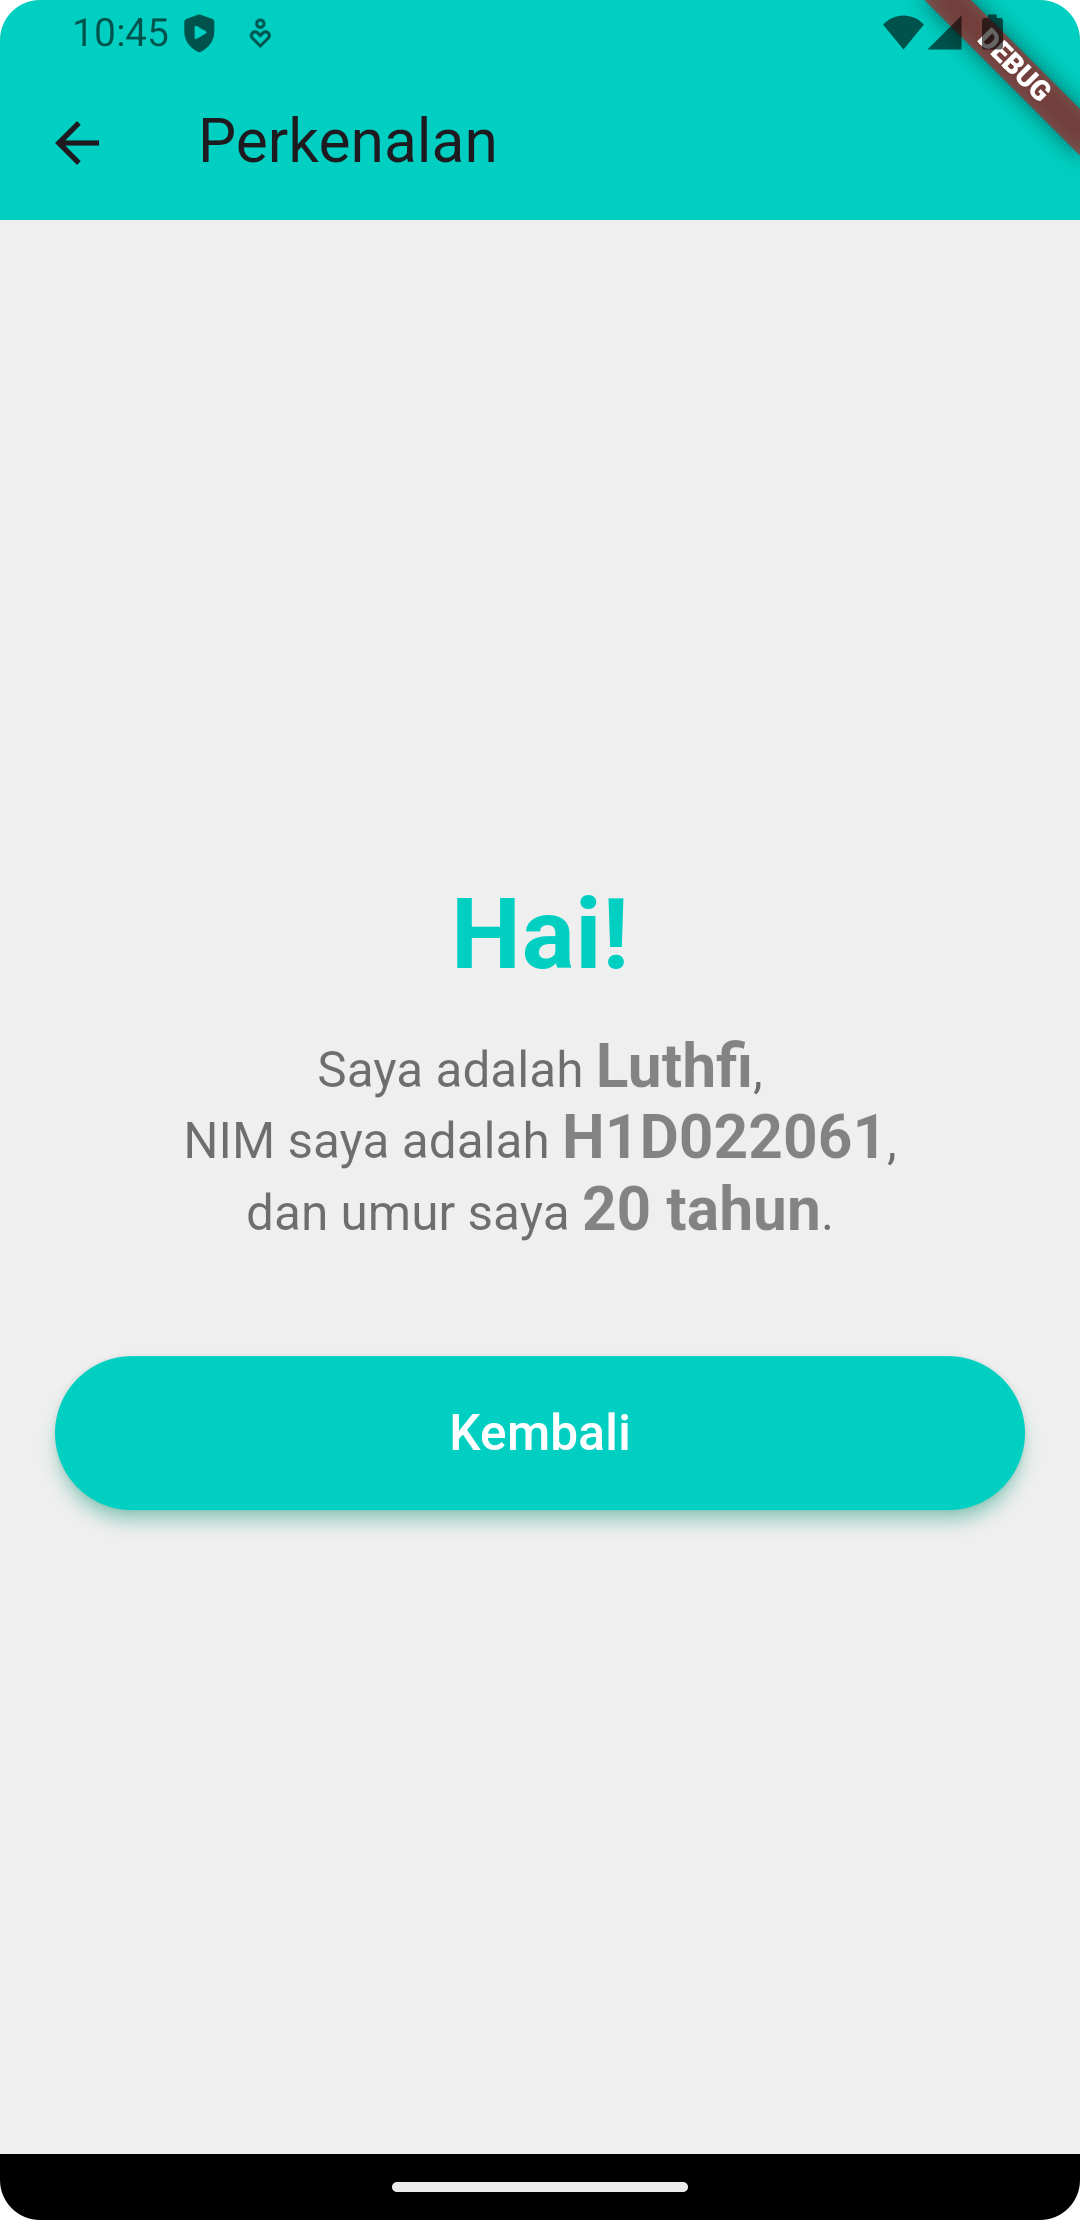 10:45
DEBUG
Perkenalan
Hai!
Saya adalah Luthfi,
NIM saya adalah H1D022061,
dan umur saya 20 tahun.
Kembali